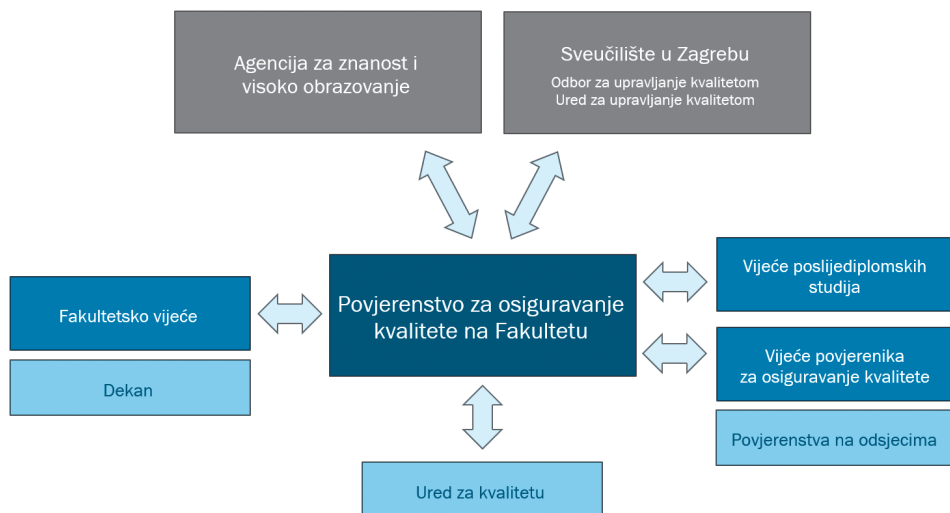 Agencija za znanost i
visoko obrazovanje
Sveučilište u Zagrebu
Odbor za upravljanje kvalitetom
Ured za upravljanje kvalitetom
Fakultetsko vijeće
Dekan
Povjerenstvo za osiguravanje
kvalitete na Fakultetu
Vijeće poslijediplomskih
studija
Vijeće povjerenika
za osiguravanje kvalitete
Povjerenstva na odsjecima
Ured za kvalitetu